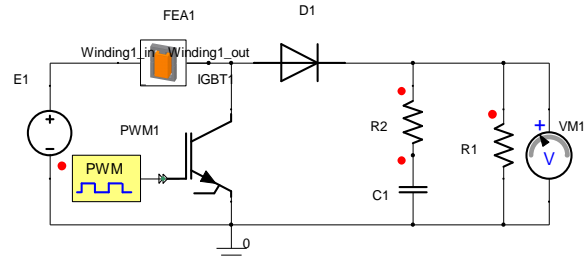 FEA1
D1
Winding1_in Winding1_out
E1
IGBT1
PWM1
PWM
R2
R1
VM1
+
V
C1
0